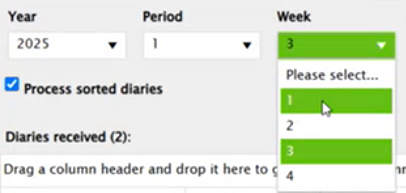 Year Period Week
2025 1 3
Please select...
Process sorted diaries
1
2
Diaries received (2):
3
Drag a column header and drop it here to
4